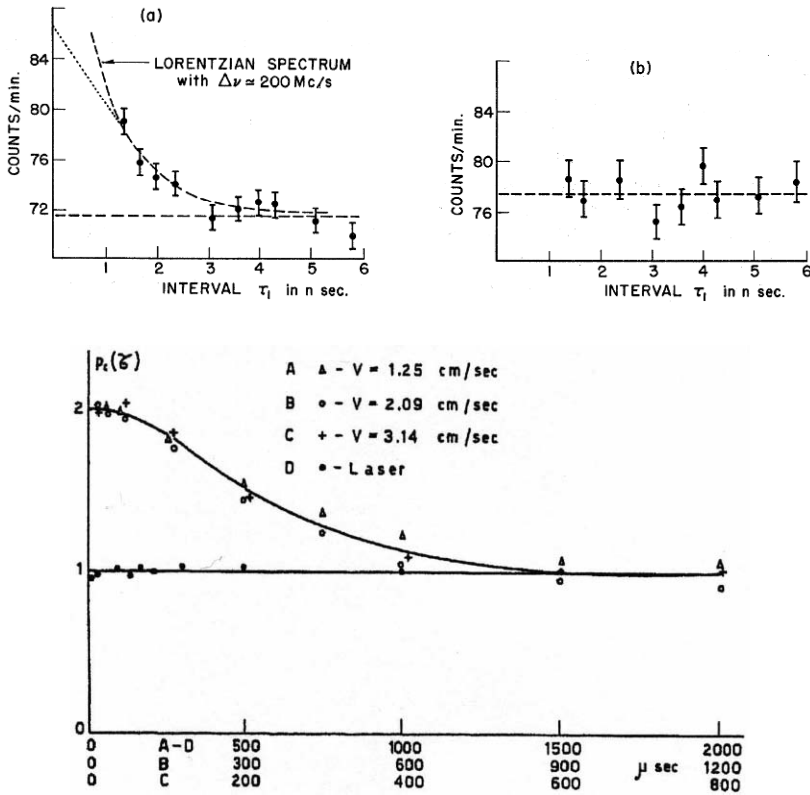 (a)
84
80
76
72
COUNTS/min.
LORENTZIAN SPECTRUM
with Δν ≃ 200 Mc/s
1 2 3 4 5 6
INTERVAL τ₁ in n sec.
(b)
84
80
76
COUNTS/min.
1 2 3 4 5 6
INTERVAL τ₁ in n sec.
p_c(τ)
A ▵ - V = 1.25 cm/sec
B ∘ - V = 2.09 cm/sec
C + - V = 3.14 cm/sec
D • - Laser
2
1
0
0 A-D 500 1000 1500 2000
0 B 300 600 900 μ sec 1200
0 C 200 400 600 800